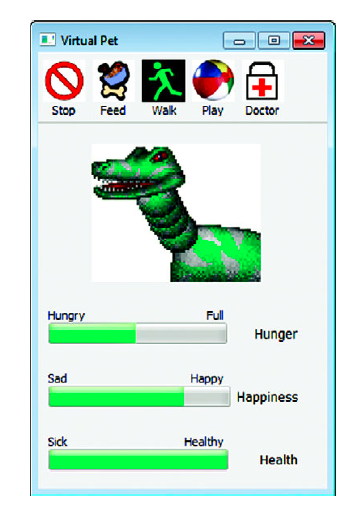 Virtual Pet
Stop Feed Walk Play Doctor
Hungry Full
Hunger
Sad Happy
Happiness
Sick Healthy
Health